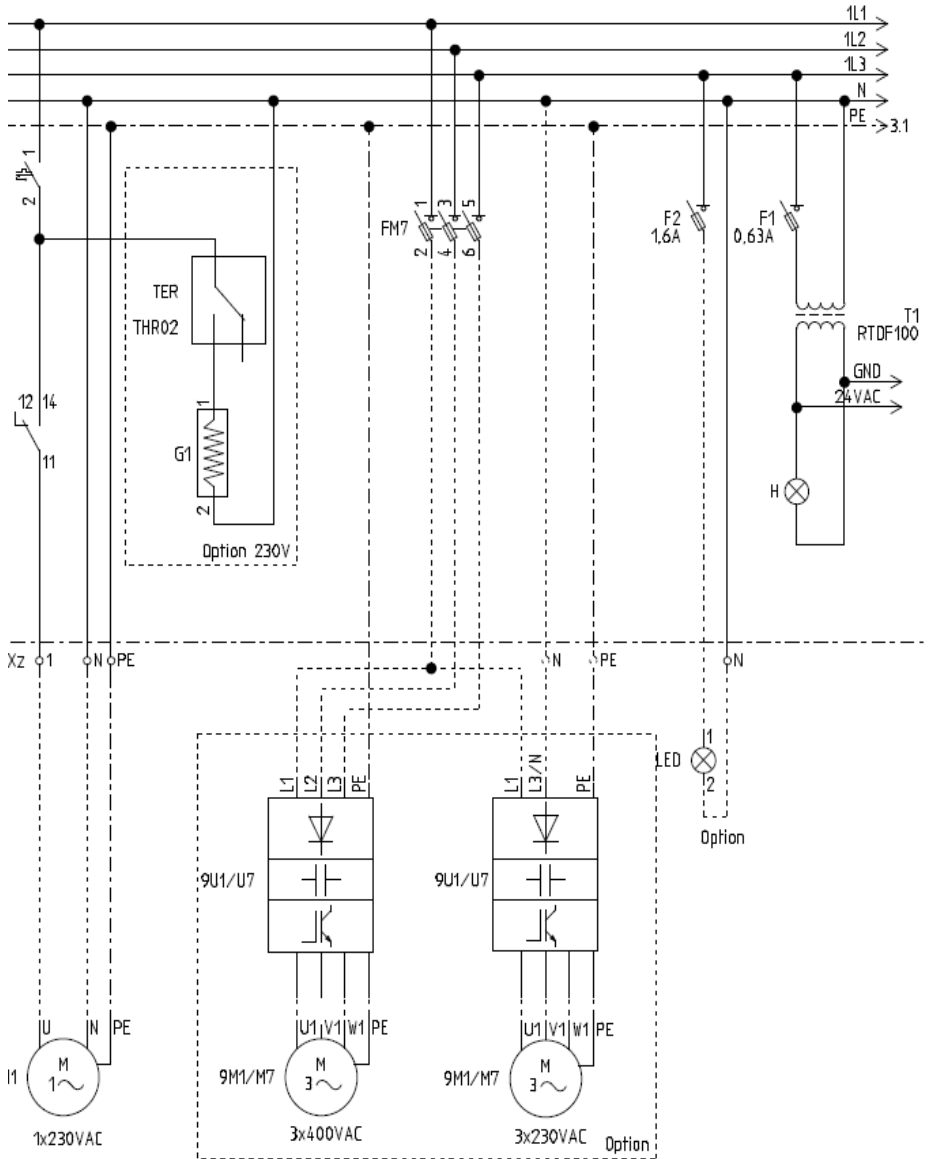 1L1
1L2
1L3
N
PE
3.1
1
2
FM7
1 3 5
2 4 6
F2
1,6A
F1
0,63A
TER
THR02
T1
RTDF100
GND
24VAC
12 14
11
1
G1
2
H
Option 230V
XZ 1 N PE
N PE
N
L1 L2 L3 PE
L1 L3/N PE
LED
1
2
Option
9U1/U7
9U1/U7
U N PE
U1 V1 W1 PE
U1 V1 W1 PE
M
1
9M1/M7
M
3
9M1/M7
M
3
1x230VAC
3x400VAC
3x230VAC
Option